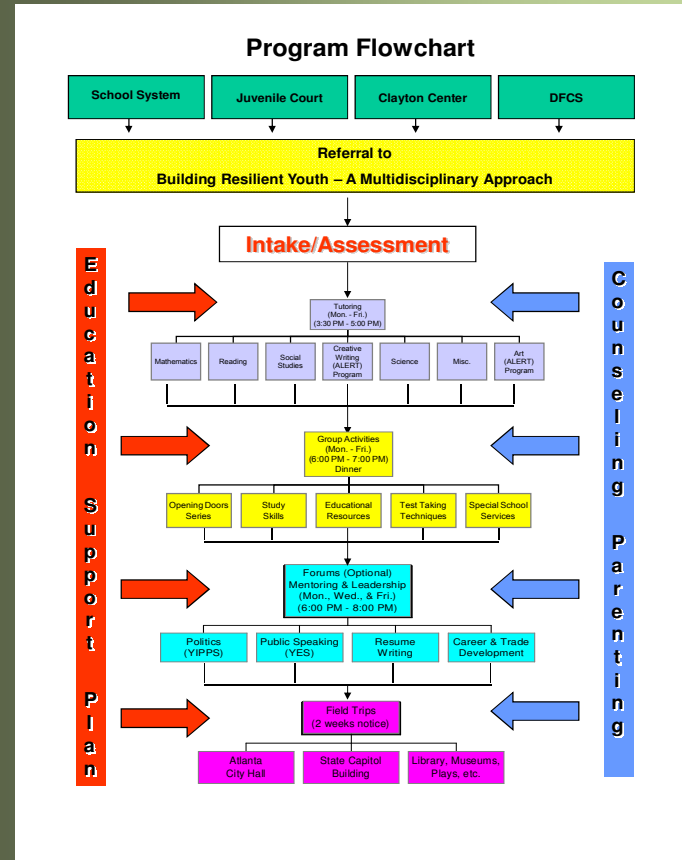 Program Flowchart
School System
Juvenile Court
Clayton Center
DFCS
Referral to
Building Resilient Youth – A Multidisciplinary Approach
Intake/Assessment
Education Support Plan
Counseling Parenting
Tutoring
(Mon. - Fri.)
(3:30 PM - 5:00 PM)
Mathematics
Reading
Social
Studies
Creative
Writing
(ALERT)
Program
Science
Misc.
Art
(ALERT)
Program
Group Activities
(Mon. - Fri.)
(6:00 PM - 7:00 PM)
Dinner
Opening Doors
Series
Study
Skills
Educational
Resources
Test Taking
Techniques
Special School
Services
Forums (Optional)
Mentoring & Leadership
(Mon., Wed., & Fri.)
(6:00 PM - 8:00 PM)
Politics
(YIPPS)
Public Speaking
(YES)
Resume
Writing
Career & Trade
Development
Field Trips
(2 weeks notice)
Atlanta
City Hall
State Capitol
Building
Library, Museums,
Plays, etc.